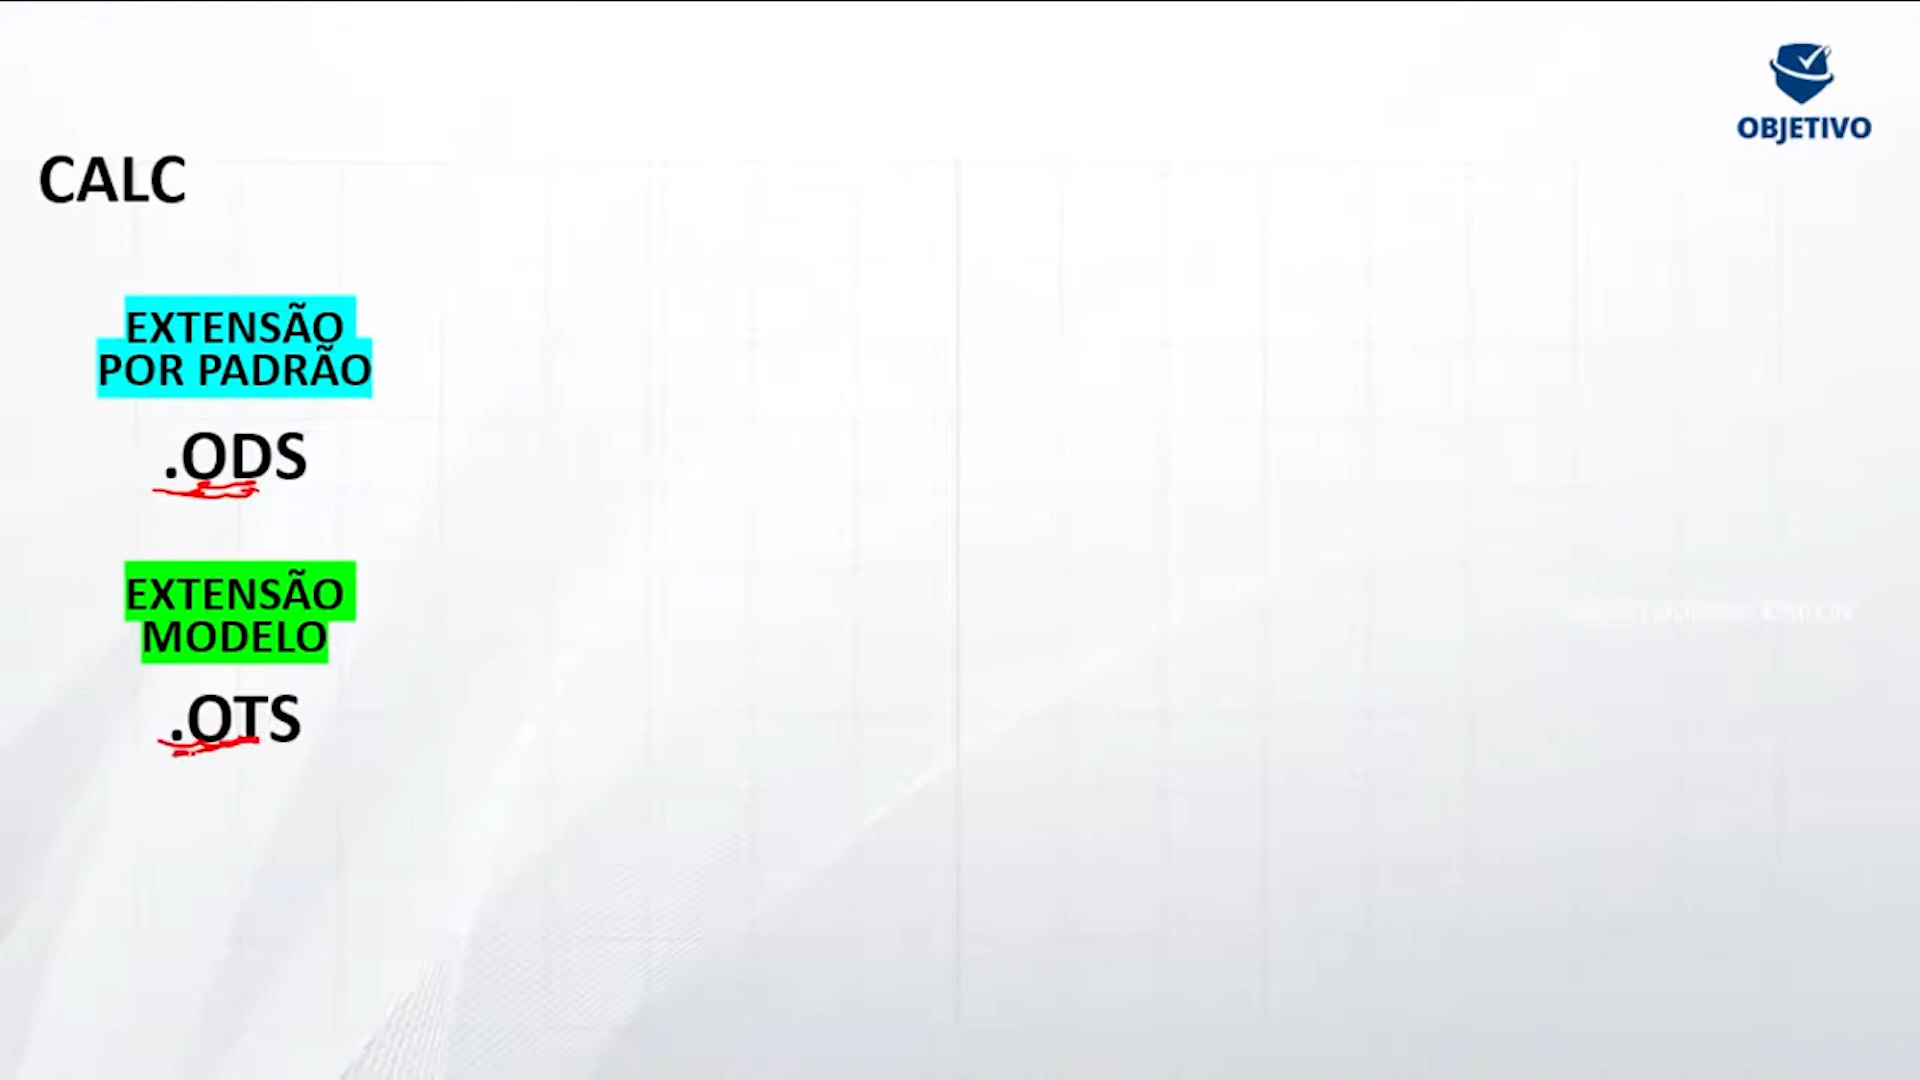 OBJETIVO
CALC
EXTENSÃO
POR PADRÃO
.ODS
EXTENSÃO
MODELO
.OTS